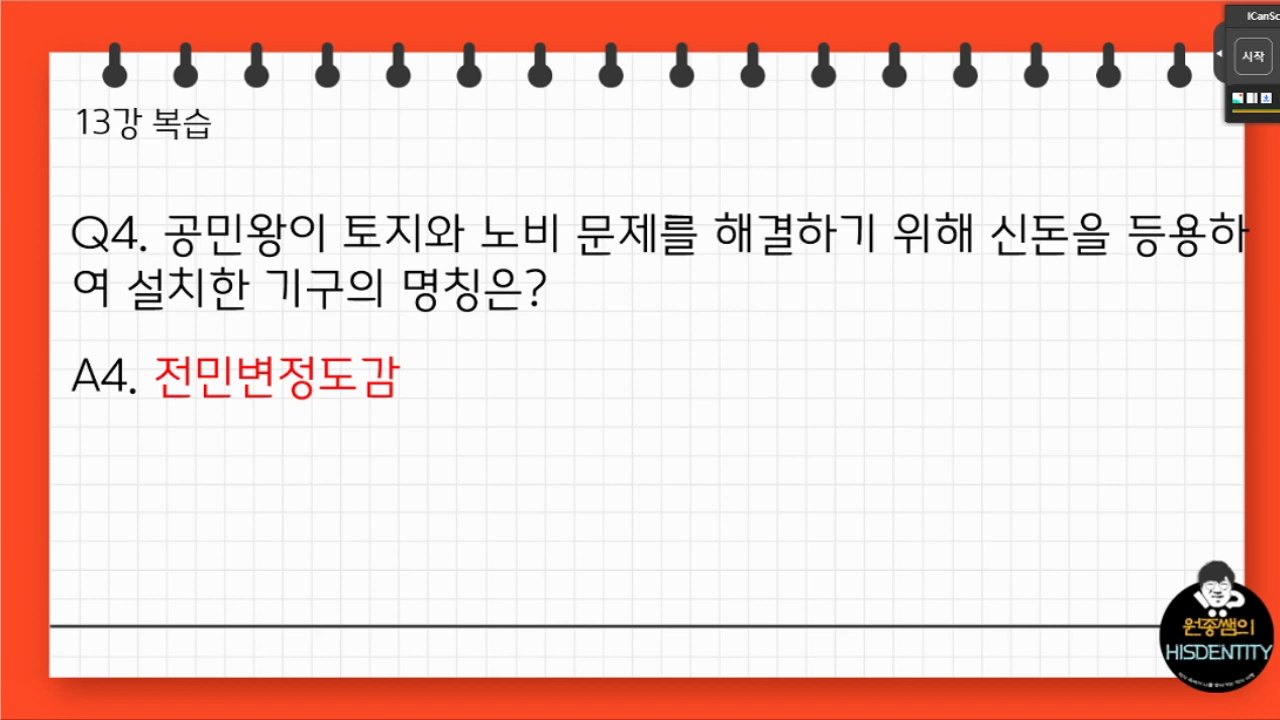 ICanSc
시작
13강 복습
Q4. 공민왕이 토지와 노비 문제를 해결하기 위해 신돈을 등용하
여 설치한 기구의 명칭은?
A4. 전민변정도감
원종쌤의
HISDENTITY